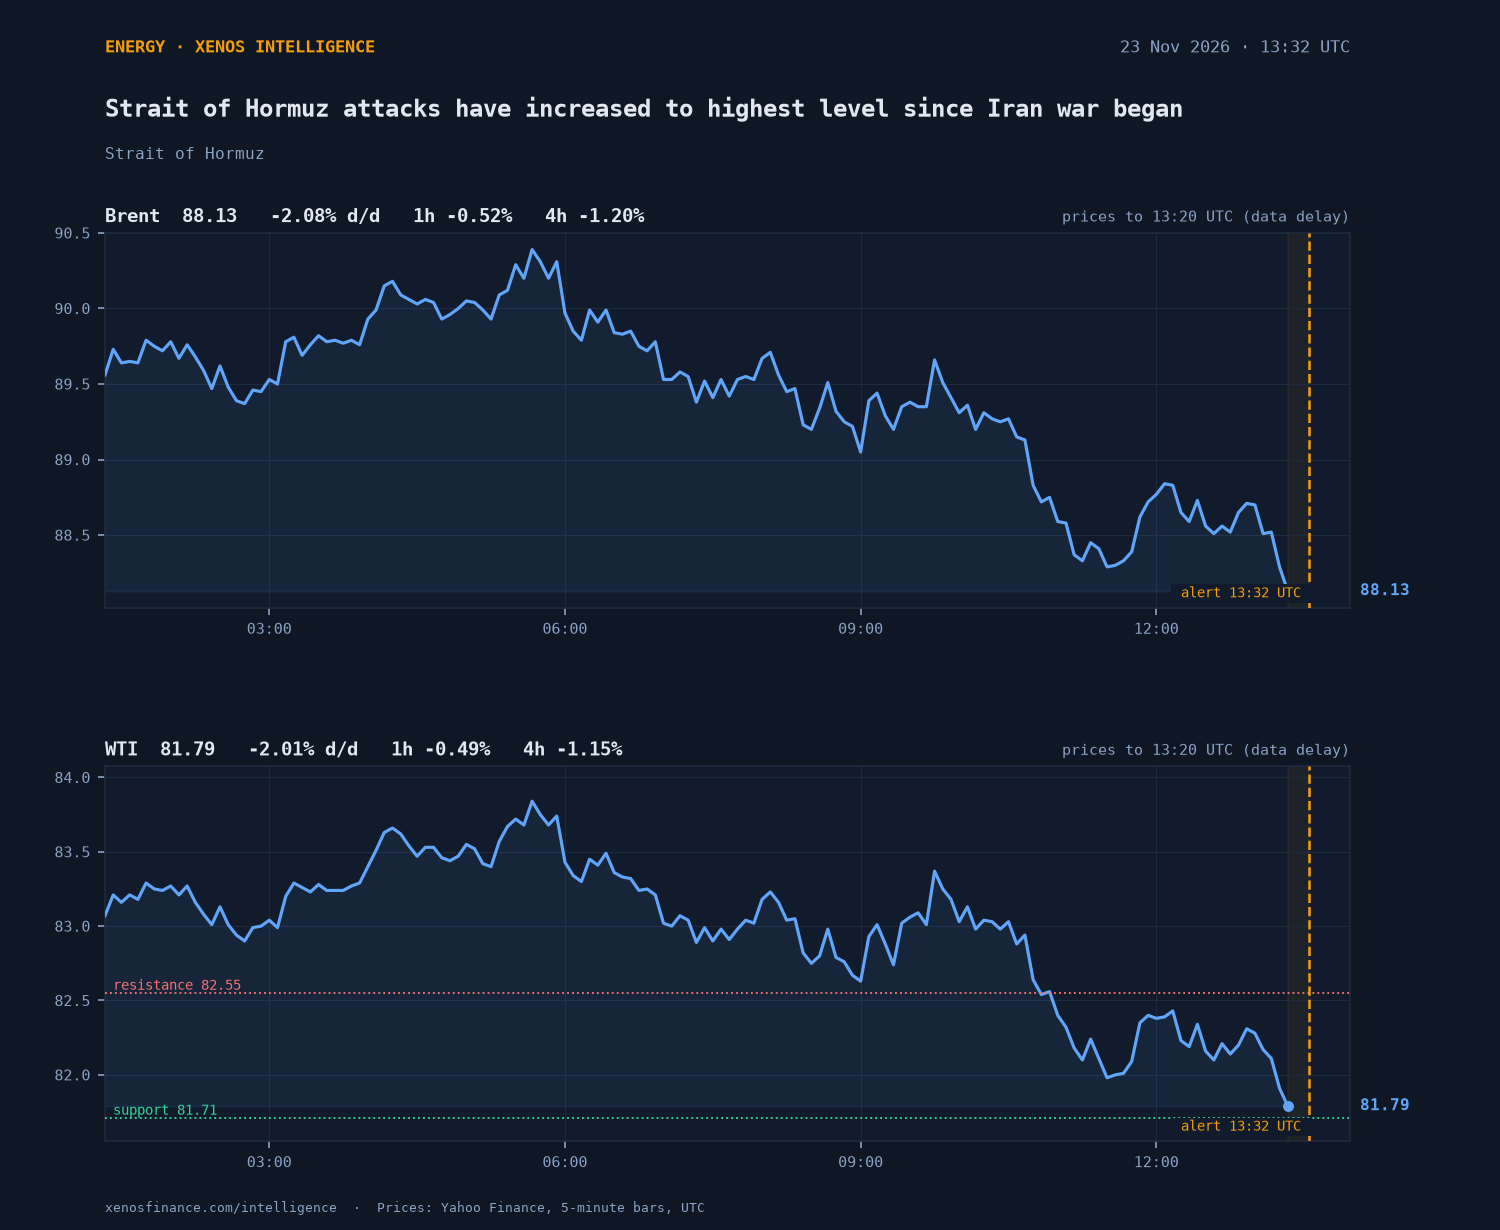 ENERGY · XENOS INTELLIGENCE
23 Nov 2026 · 13:32 UTC
Strait of Hormuz attacks have increased to highest level since Iran war began
Strait of Hormuz
Brent 88.13 -2.08% d/d 1h -0.52% 4h -1.20%
prices to 13:20 UTC (data delay)
90.5
90.0
89.5
89.0
88.5
alert 13:32 UTC
88.13
03:00
06:00
09:00
12:00
WTI 81.79 -2.01% d/d 1h -0.49% 4h -1.15%
prices to 13:20 UTC (data delay)
84.0
83.5
83.0
resistance 82.55
82.5
82.0
support 81.71
81.79
alert 13:32 UTC
03:00
06:00
09:00
12:00
xenosfinance.com/intelligence · Prices: Yahoo Finance, 5-minute bars, UTC